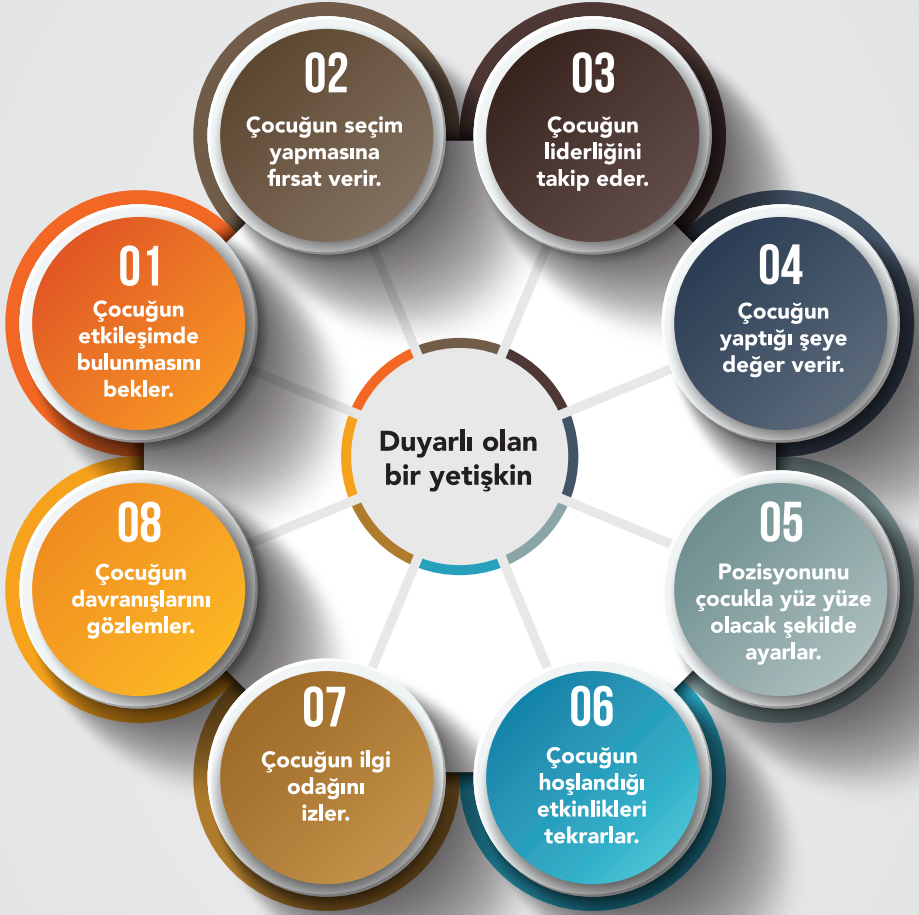 Duyarlı olan
bir yetişkin
01
Çocuğun
etkileşimde
bulunmasını
bekler.
02
Çocuğun seçim
yapmasına
fırsat verir.
03
Çocuğun
liderliğini
takip eder.
04
Çocuğun
yaptığı şeye
değer verir.
05
Pozisyonunu
çocukla yüz yüze
olacak şekilde
ayarlar.
06
Çocuğun
hoşlandığı
etkinlikleri
tekrarlar.
07
Çocuğun ilgi
odağını
izler.
08
Çocuğun
davranışlarını
gözlemler.